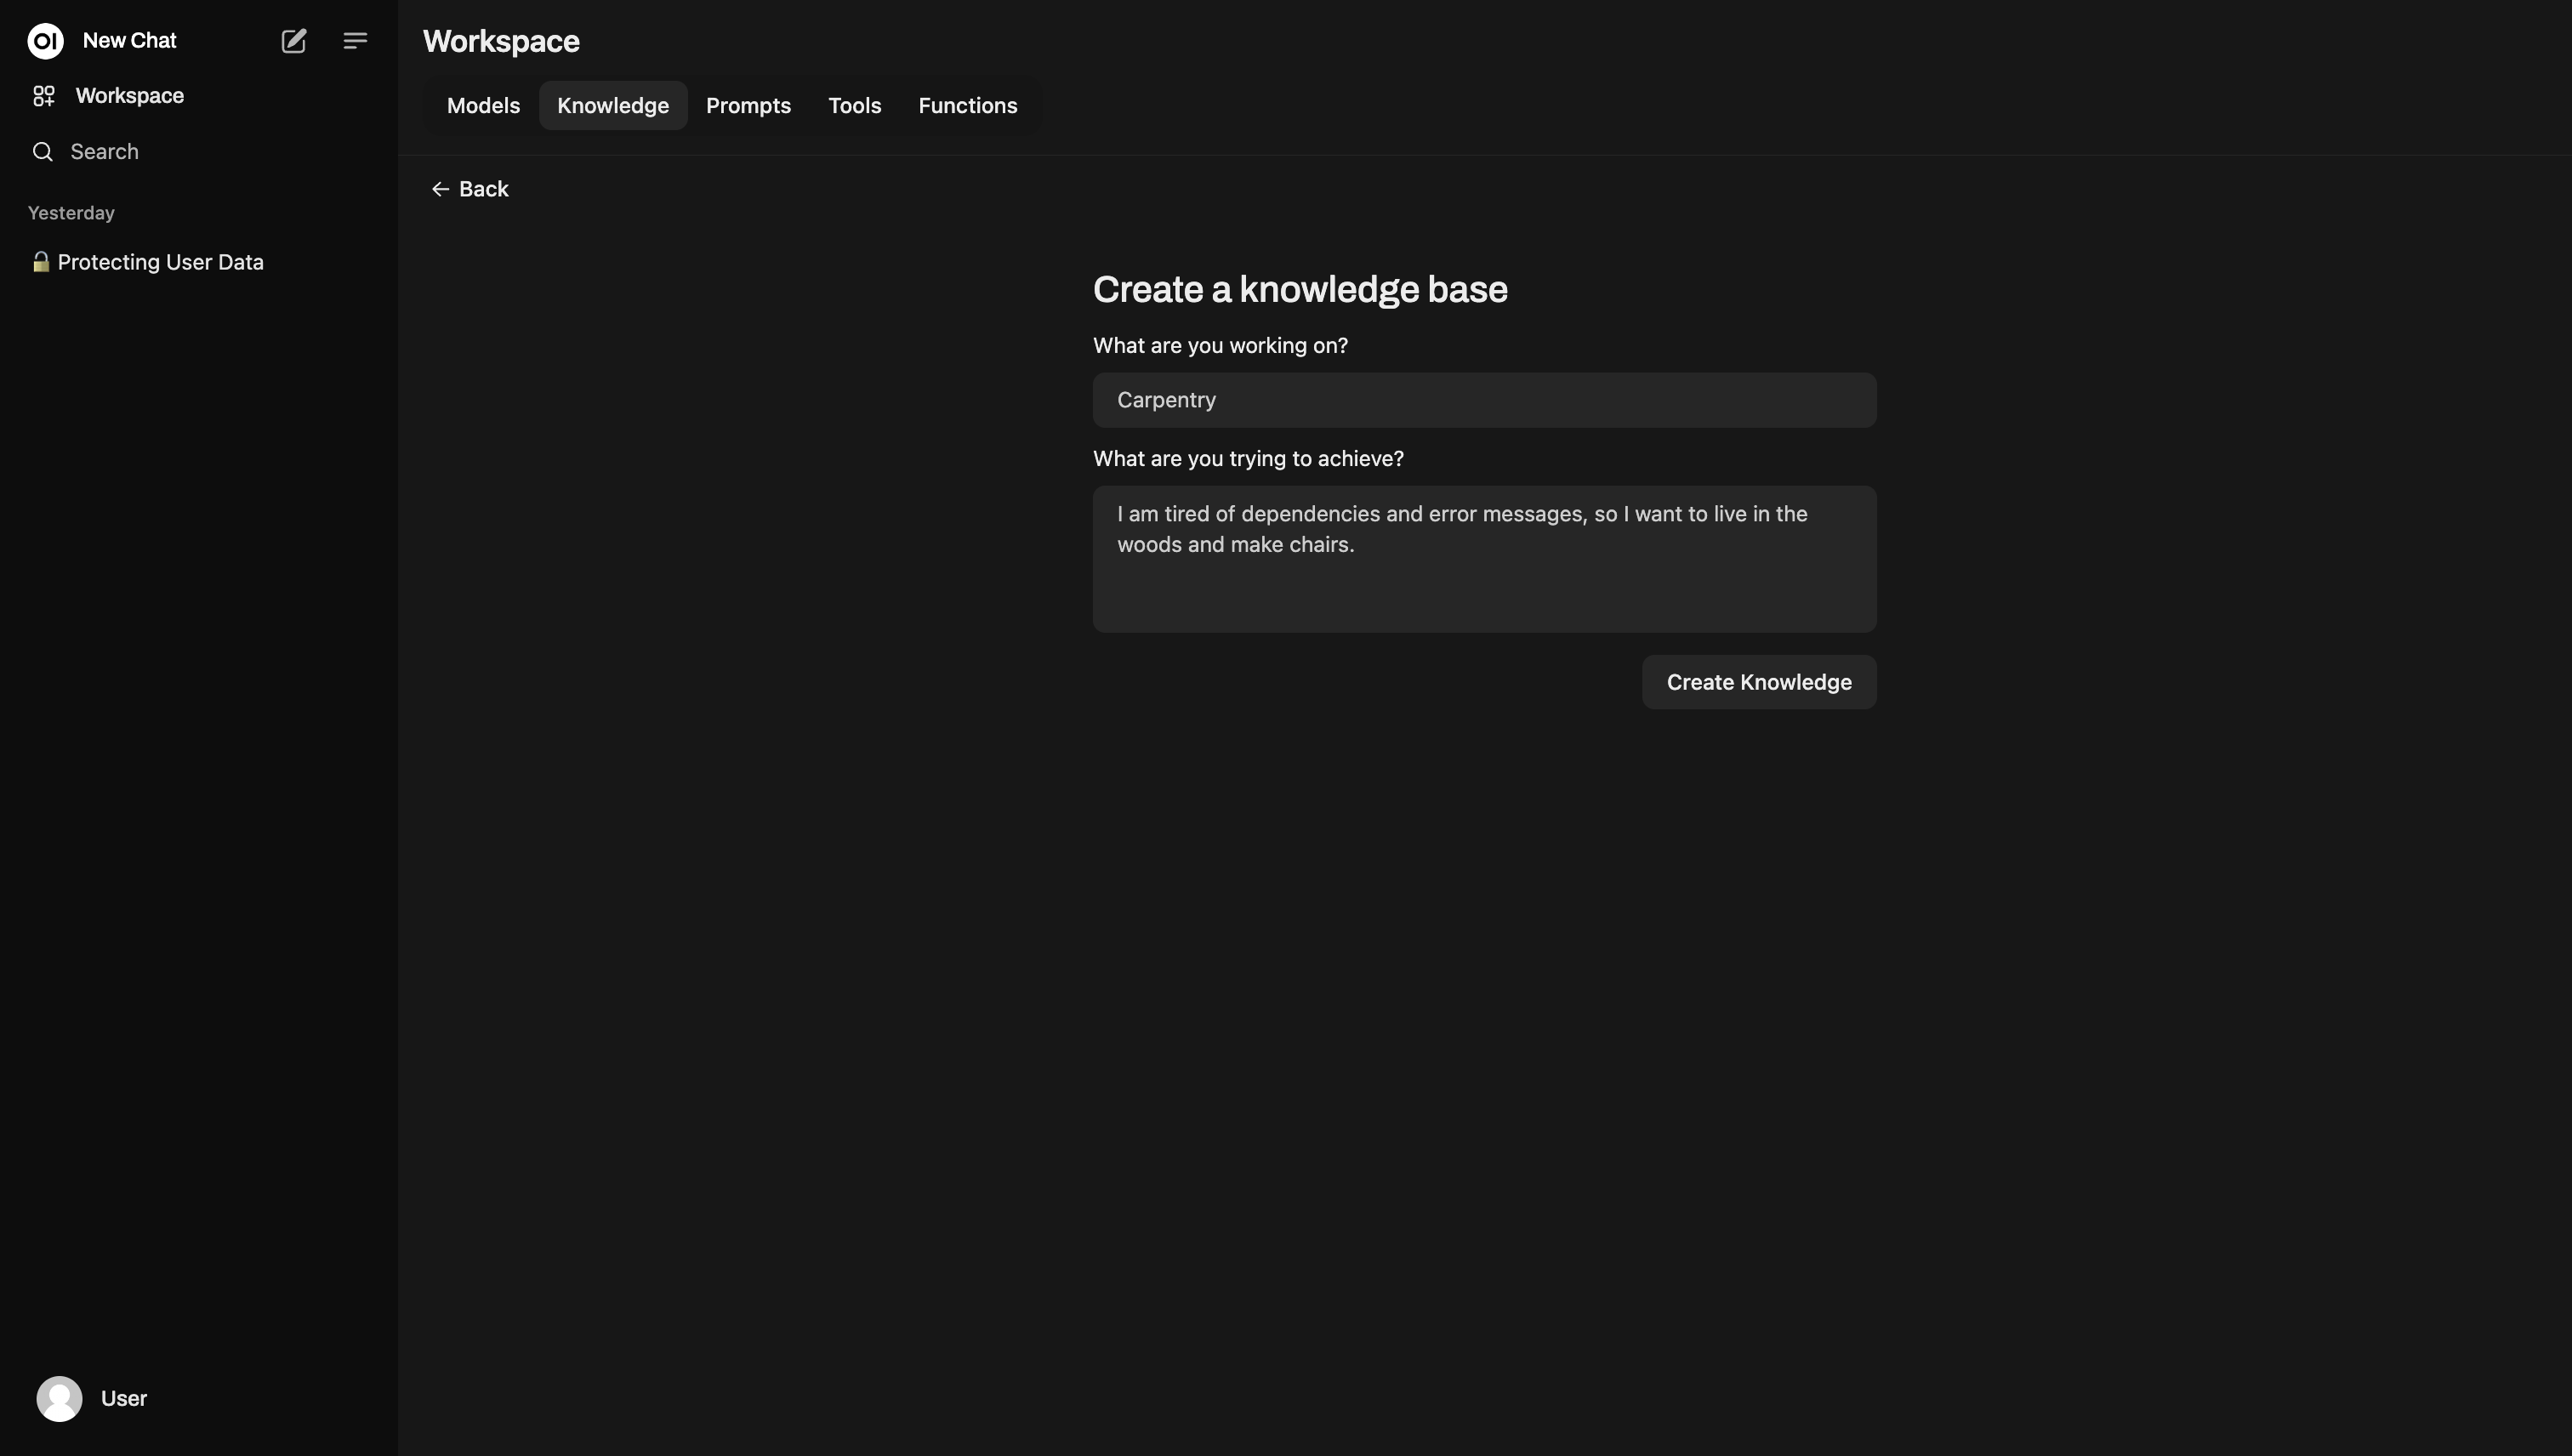 OI New Chat
Workspace
Search
Yesterday
Protecting User Data
User
Workspace
Models Knowledge Prompts Tools Functions
Back
Create a knowledge base
What are you working on?
Carpentry
What are you trying to achieve?
I am tired of dependencies and error messages, so I want to live in the
woods and make chairs.
Create Knowledge